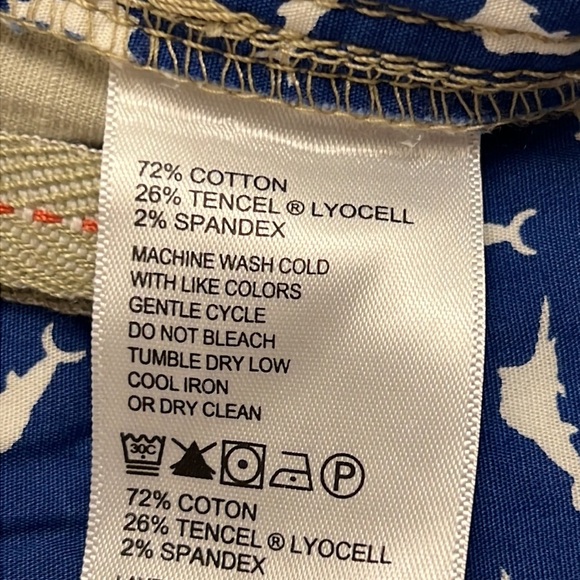 72% COTTON
26% TENCEL ® LYOCELL
2% SPANDEX
MACHINE WASH COLD
WITH LIKE COLORS
GENTLE CYCLE
DO NOT BLEACH
TUMBLE DRY LOW
COOL IRON
OR DRY CLEAN
30C P
72% COTON
26% TENCEL ® LYOCELL
2% SPANDEX